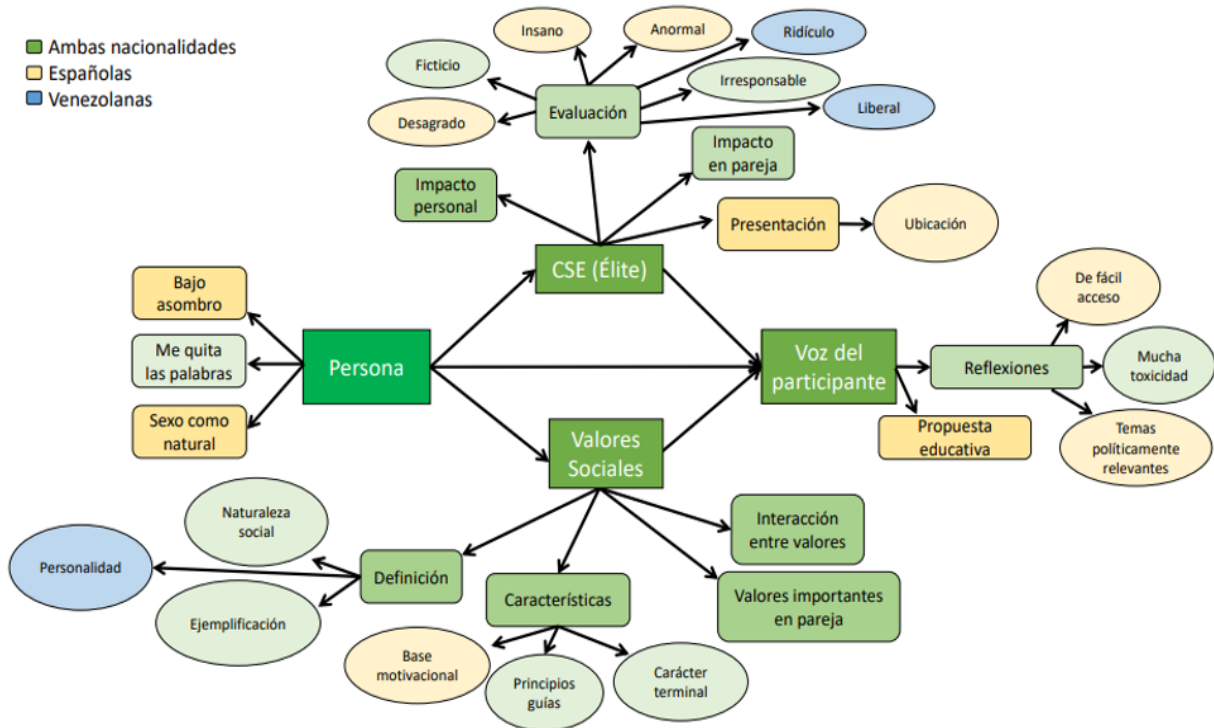 Ambas nacionalidades
Españolas
Venezolanas
Insano
Anormal
Ridículo
Ficticio
Irresponsable
Desagrado
Evaluación
Liberal
Impacto
en pareja
Impacto
personal
Presentación
Ubicación
CSE (Élite)
Bajo
asombro
Me quita
las palabras
Sexo como
natural
Persona
Voz del
participante
De fácil
acceso
Reflexiones
Mucha
toxicidad
Propuesta
educativa
Temas
políticamente
relevantes
Valores
Sociales
Naturaleza
social
Personalidad
Definición
Ejemplificación
Interacción
entre valores
Características
Valores importantes
en pareja
Base
motivacional
Principios
guías
Carácter
terminal